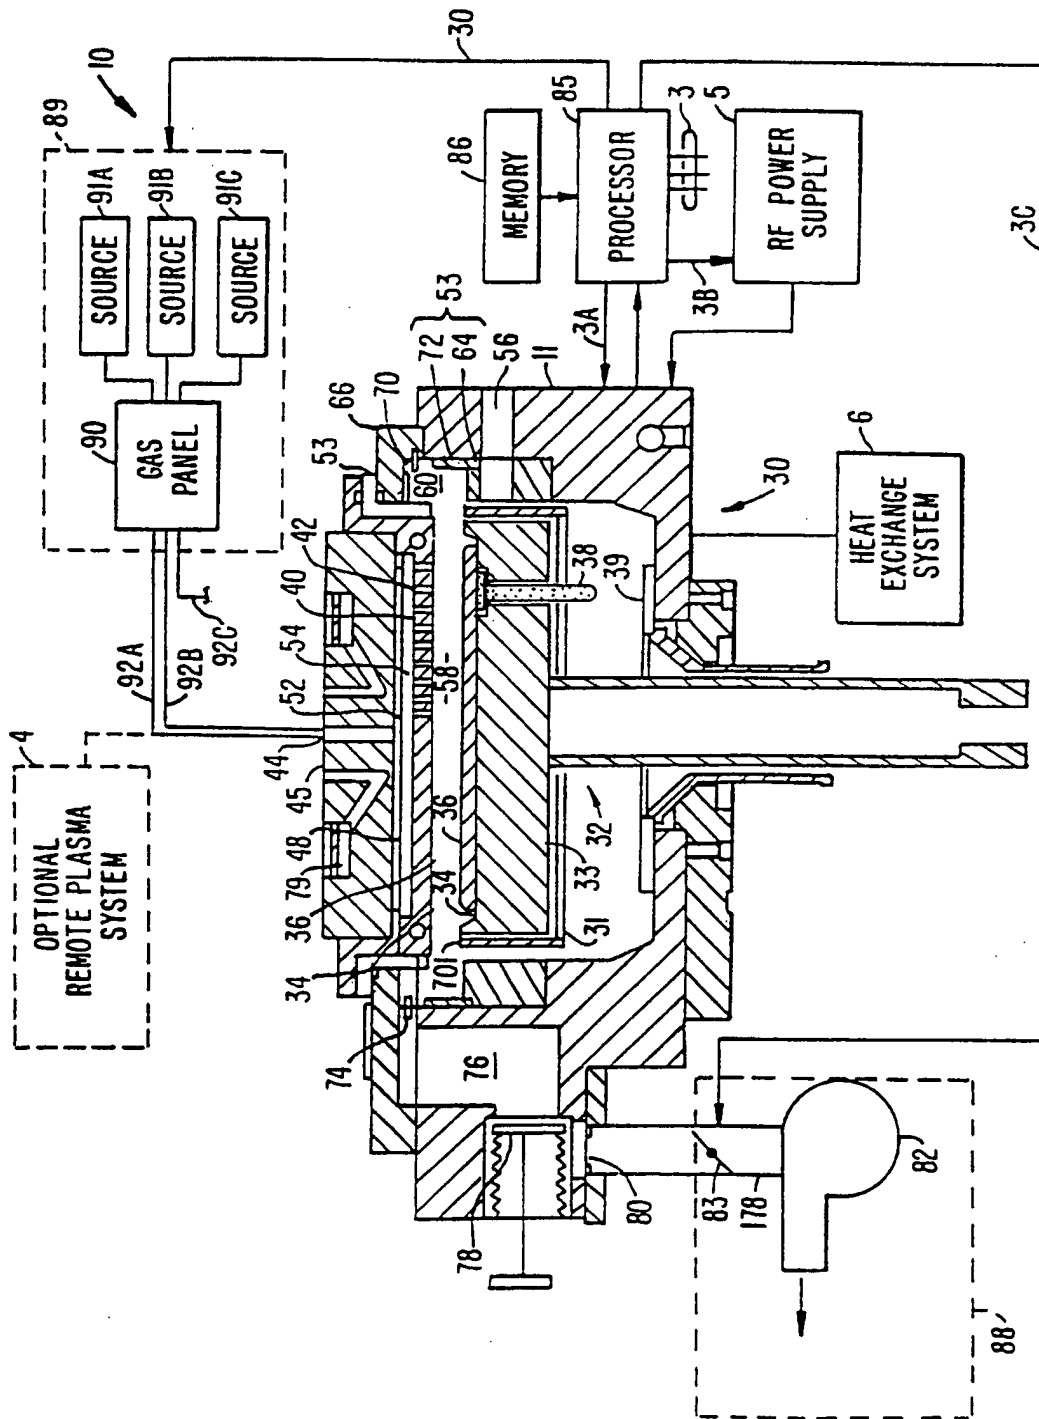 10
89
SOURCE
91A
SOURCE
91B
SOURCE
91C
90
GAS
PANEL
30
92A
92B
92C
4
OPTIONAL
REMOTE PLASMA
SYSTEM
86
MEMORY
85
PROCESSOR
3
5
RF POWER
SUPPLY
3A
3B
3C
53
72
64
56
11
66
70
53
60
42
40
54
52
44
45
48
79
36
34
74
-58-
36
34
701
76
38
39
32
33
31
30
6
HEAT
EXCHANGE
SYSTEM
78
80
83
178
82
88